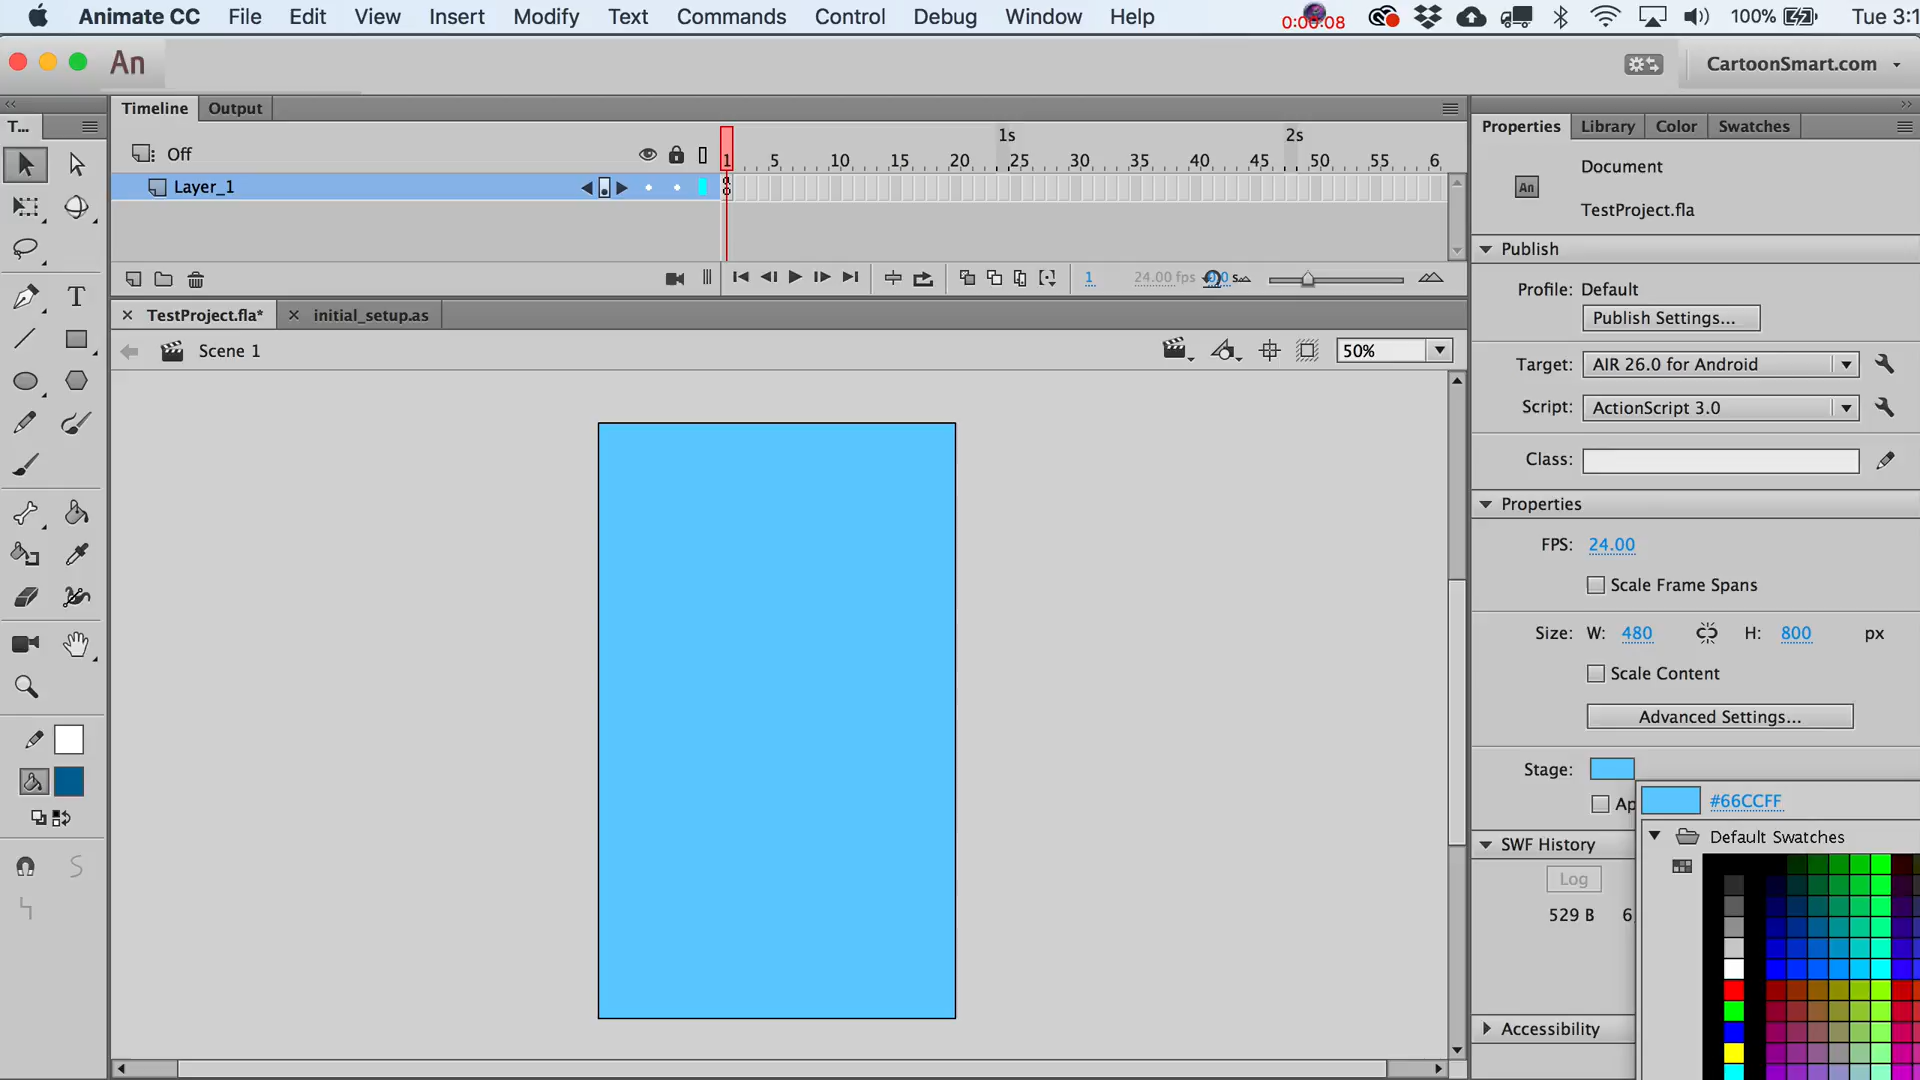 Animate CC File Edit View Insert Modify Text Commands Control Debug Window Help 0:00:08 100% Tue 3:1
An CartoonSmart.com
Timeline Output
T... Properties Library Color Swatches
Off 1s 2s
1 5 10 15 20 25 30 35 40 45 50 55 6
Layer_1
Document
An TestProject.fla
Publish
1 24.00 fps
Profile: Default
Publish Settings...
TestProject.fla* initial_setup.as
Scene 1 50%
Target: AIR 26.0 for Android
Script: ActionScript 3.0
Class:
Properties
FPS: 24.00
Scale Frame Spans
Size: W: 480 H: 800 px
Scale Content
Advanced Settings...
Stage:
Ap #66CCFF
Default Swatches
SWF History
Log
529 B 6
Accessibility